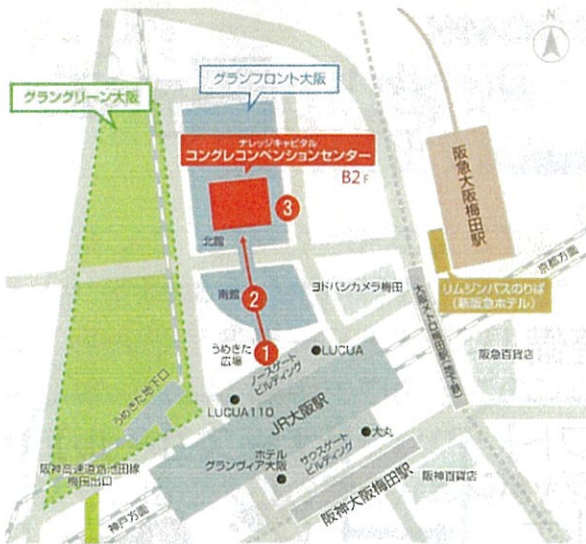 N
グラングリーン大阪
グランフロント大阪
ナレッジキャピタル
コングレコンベンションセンター
B2F
3
北館
阪急大阪梅田駅
京都方面
リムジンバスのりば
(新阪急ホテル)
2
南館
ヨドバシカメラ梅田
うめきた
広場
1
LUCUA
ノースゲート
ビルディング
阪急百貨店
うめきた地下口
LUCUA1100
JR大阪駅
大丸
ホテル
グランヴィア大阪
サウスゲート
ビルディング
阪神高速道路池田線
梅田出口
阪神大阪梅田駅
阪神百貨店
神戸方面